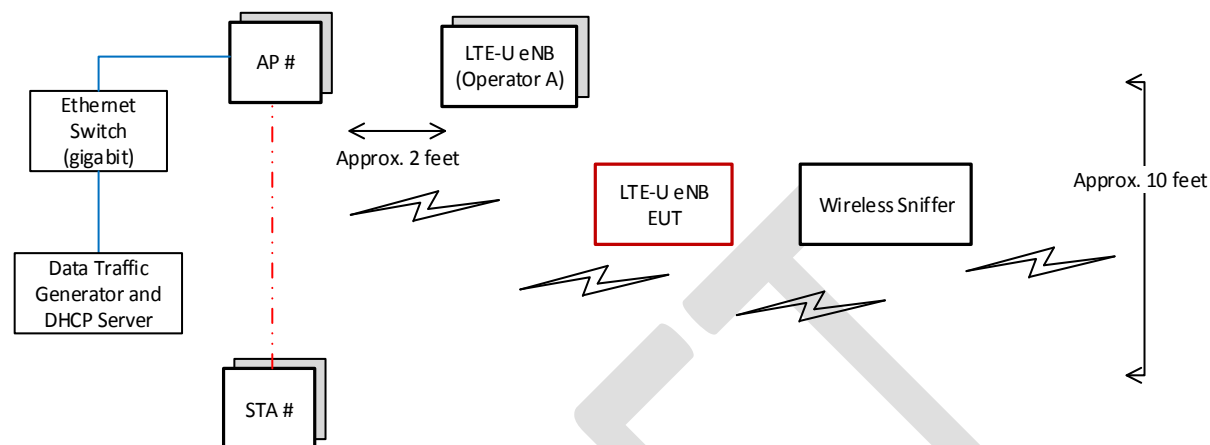 AP #
LTE-U eNB
(Operator A)
Ethernet
Switch
(gigabit)
Approx. 2 feet
LTE-U eNB
EUT
Wireless Sniffer
Approx. 10 feet
Data Traffic
Generator and
DHCP Server
STA #